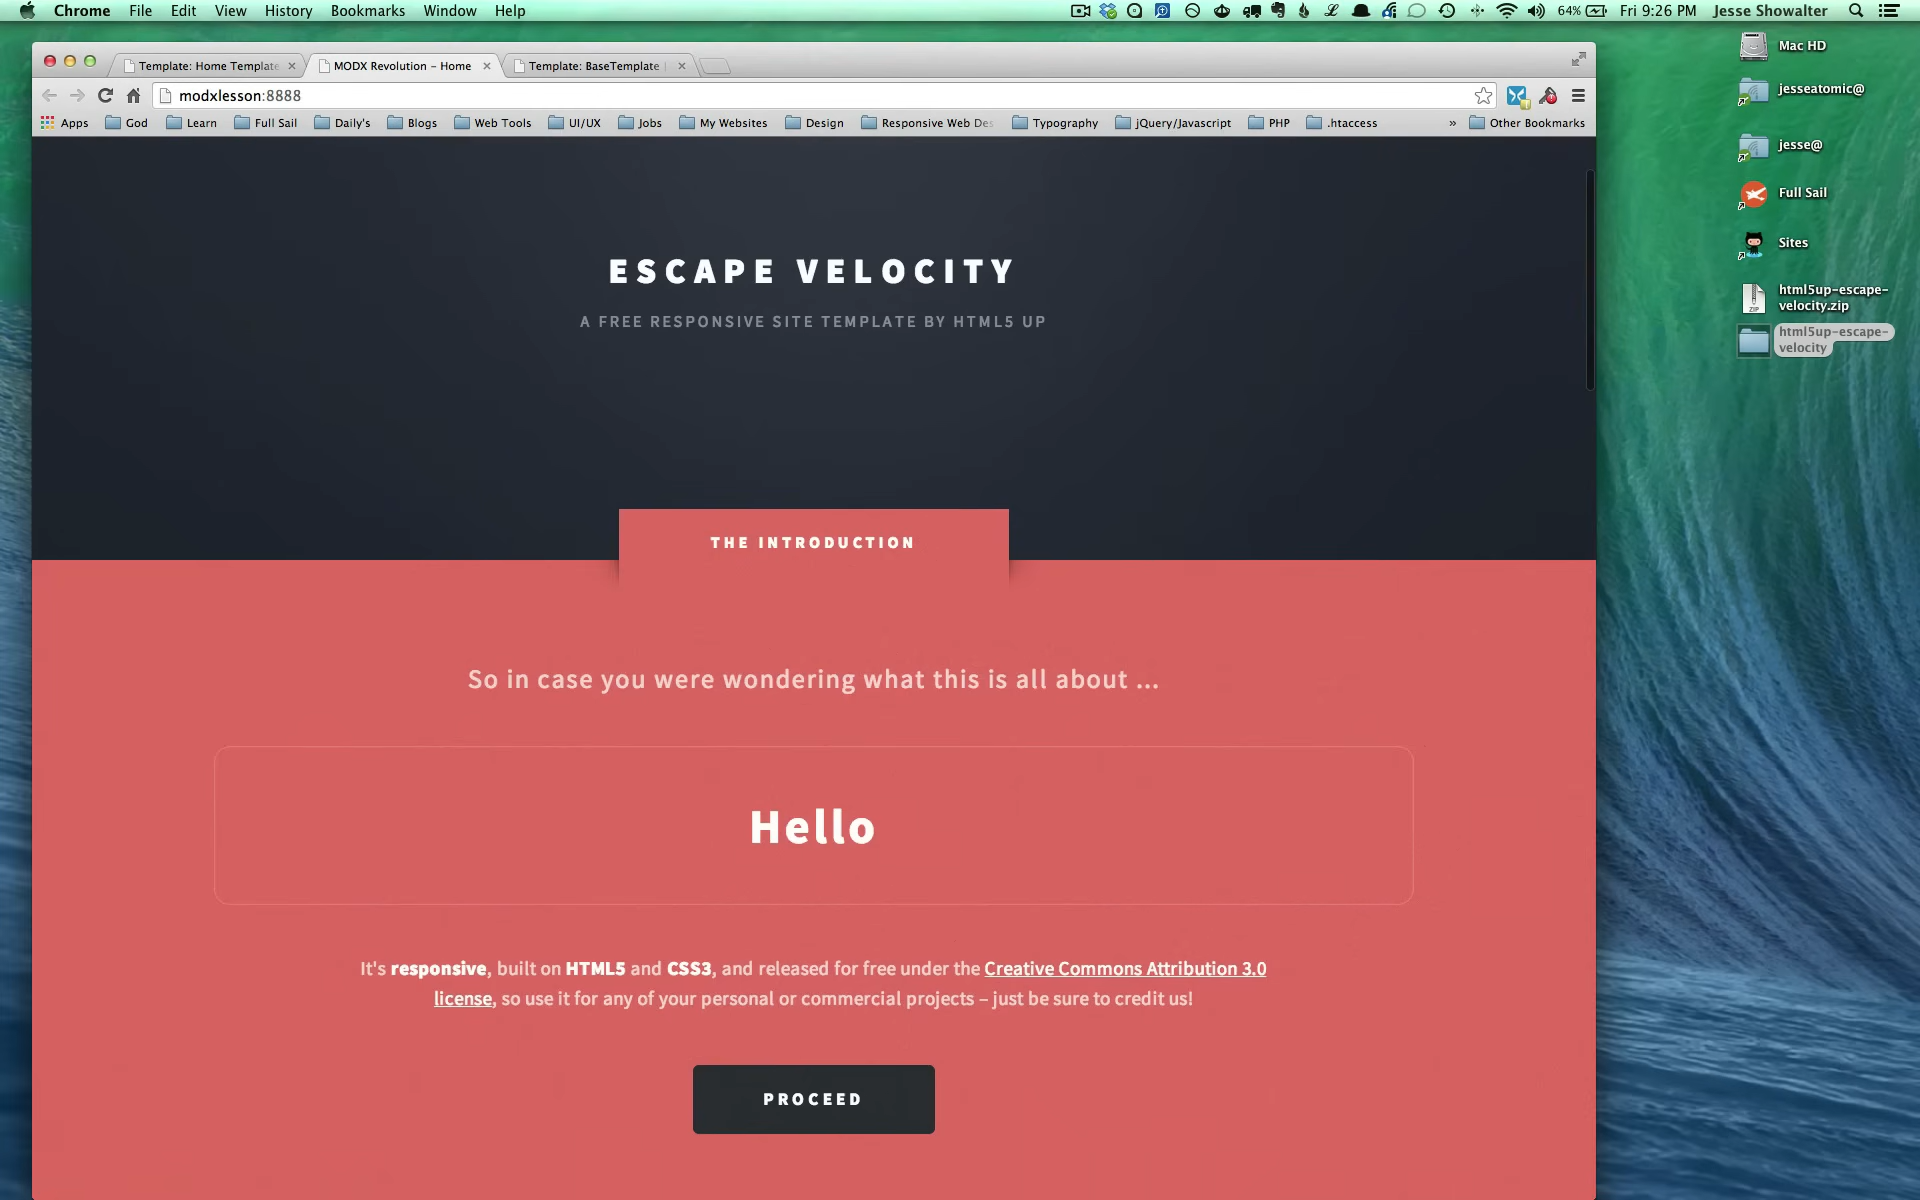 Chrome File Edit View History Bookmarks Window Help
64% Fri 9:26 PM Jesse Showalter
Template: Home Template
MODX Revolution – Home
Template: BaseTemplate |
modxlesson:8888
Apps God Learn Full Sail Daily's Blogs Web Tools UI/UX Jobs My Websites Design Responsive Web Des Typography jQuery/Javascript PHP .htaccess » Other Bookmarks
ESCAPE VELOCITY
A FREE RESPONSIVE SITE TEMPLATE BY HTML5 UP
THE INTRODUCTION
So in case you were wondering what this is all about ...
Hello
It's responsive, built on HTML5 and CSS3, and released for free under the Creative Commons Attribution 3.0
license, so use it for any of your personal or commercial projects – just be sure to credit us!
PROCEED
Mac HD
jesseatomic@
jesse@
Full Sail
Sites
ZIP
html5up-escape-
velocity.zip
html5up-escape-
velocity